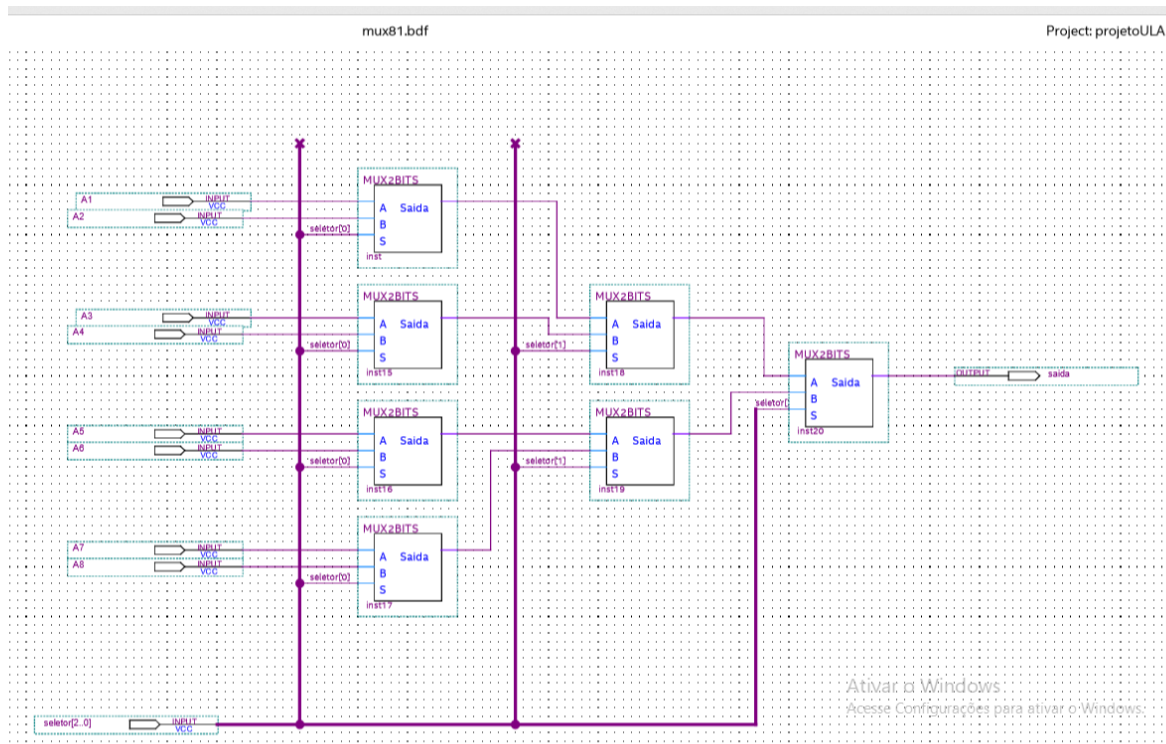 mux81.bdf
Project: projetoULA
MUX2BITS
A1 INPUT VCC
A2 INPUT VCC
A Saida
B
seletor[0]
S
inst
MUX2BITS
MUX2BITS
A3 INPUT VCC
A4 INPUT VCC
A Saida
B
seletor[0]
S
inst15
A Saida
B
seletor[1]
S
inst18
MUX2BITS
A Saida
B
seletor[
S
inst20
OUTPUT saida
MUX2BITS
MUX2BITS
A5 INPUT VCC
A6 INPUT VCC
A Saida
B
seletor[0]
S
inst16
A Saida
B
seletor[1]
S
inst19
MUX2BITS
A7 INPUT VCC
A8 INPUT VCC
A Saida
B
seletor[0]
S
inst17
seletor[2..0] INPUT VCC
Ativar o Windows
Acesse Configurações para ativar o Windows.